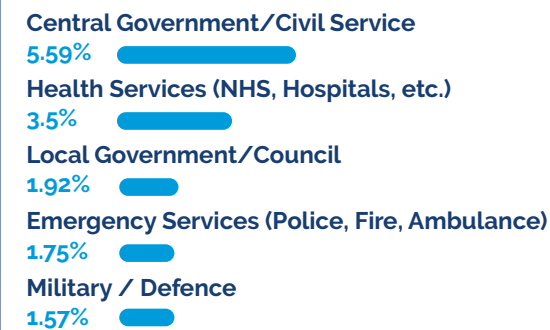 Central Government/Civil Service
5.59%
Health Services (NHS, Hospitals, etc.)
3.5%
Local Government/Council
1.92%
Emergency Services (Police, Fire, Ambulance)
1.75%
Military / Defence
1.57%